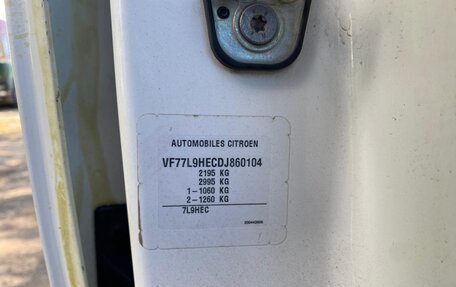 AUTOMOBILES CITROEN
VF77L9HECDJ860104
2195 KG
2995 KG
1-1060 KG
2-1260 KG
7L9HEC